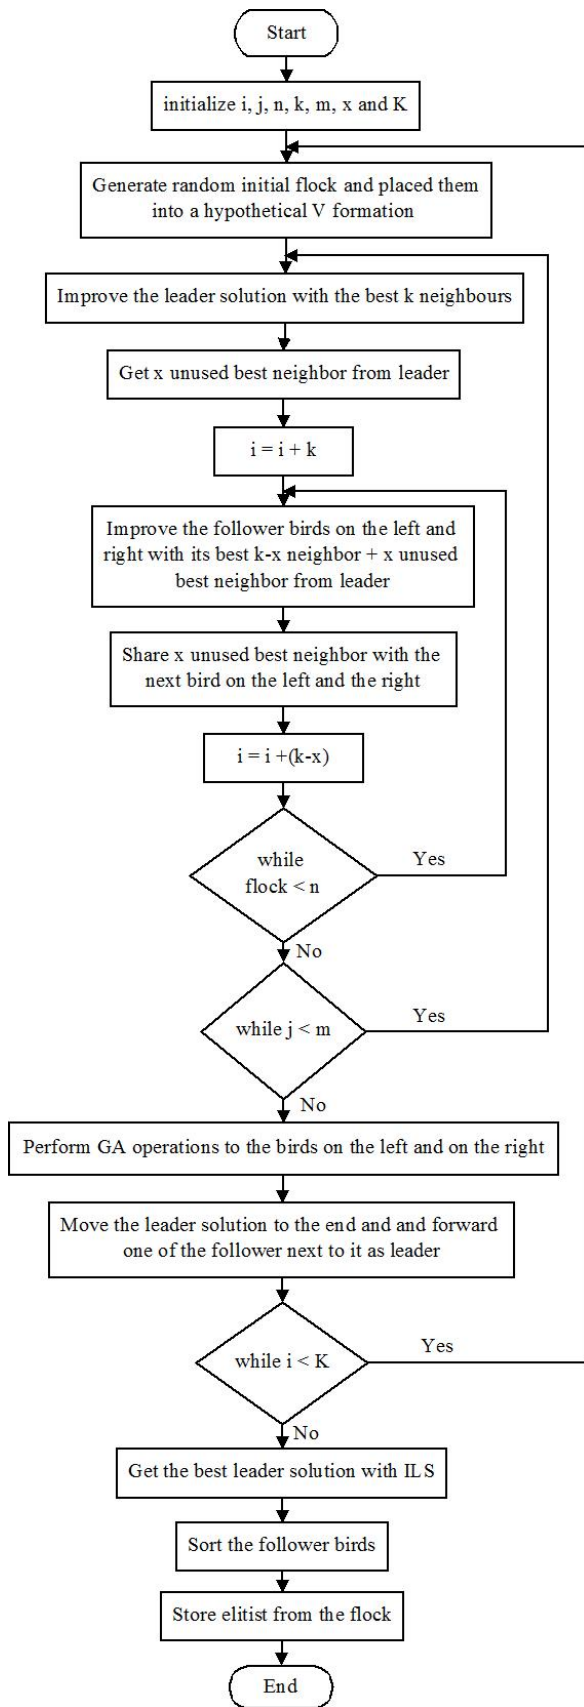 Start
initialize i, j, n, k, m, x and K
Generate random initial flock and placed them
into a hypothetical V formation
Improve the leader solution with the best k neighbours
Get x unused best neighbor from leader
i = i + k
Improve the follower birds on the left and
right with its best k-x neighbor + x unused
best neighbor from leader
Share x unused best neighbor with the
next bird on the left and the right
i = i +(k-x)
while
flock < n
Yes
No
while j < m
Yes
No
Perform GA operations to the birds on the left and on the right
Move the leader solution to the end and and forward
one of the follower next to it as leader
while i < K
Yes
No
Get the best leader solution with ILS
Sort the follower birds
Store elitist from the flock
End